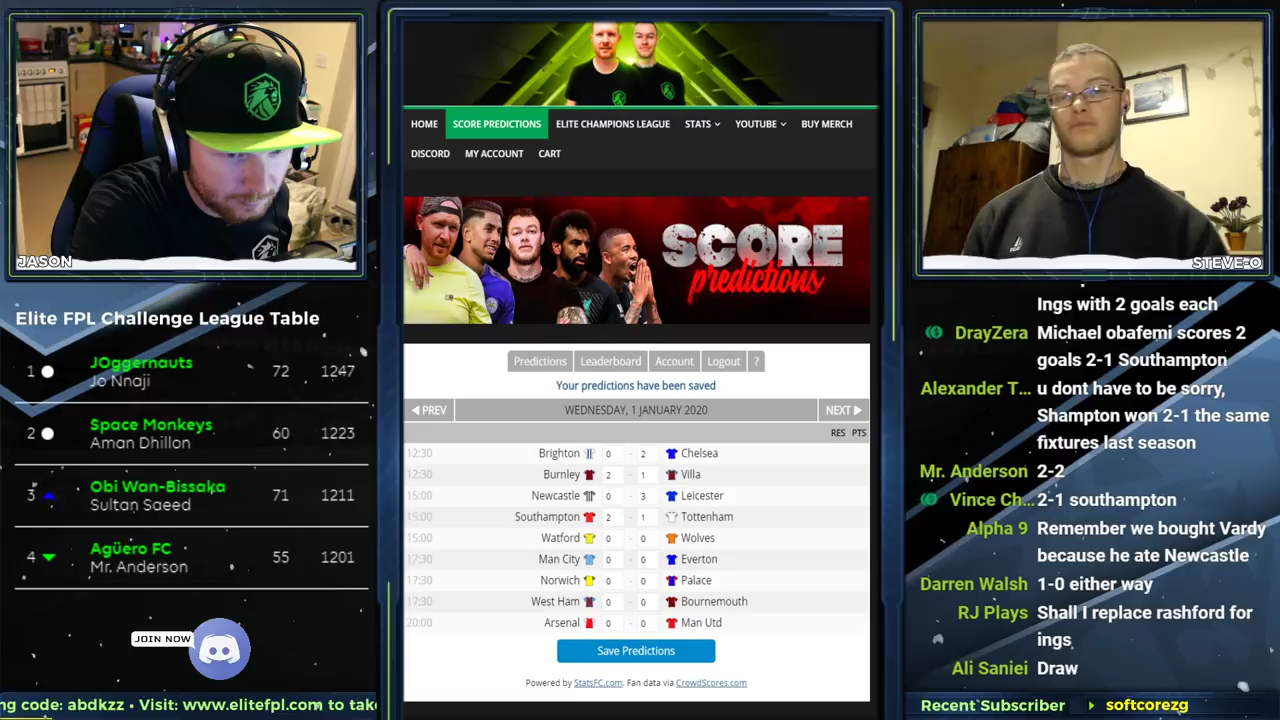 JASON
Elite FPL Challenge League Table
1 JOggernauts 72 1247
Jo Nnaji
2 Space Monkeys 60 1223
Aman Dhillon
3 Obi Wan-Bissaka 71 1211
Sultan Saeed
4 Agüero FC 55 1201
Mr. Anderson
JOIN NOW
ng code: abdkzz • Visit: www.elitefpl.com to take
HOME SCORE PREDICTIONS ELITE CHAMPIONS LEAGUE STATS YOUTUBE BUY MERCH
DISCORD MY ACCOUNT CART
SCORE
predictions
Predictions Leaderboard Account Logout ?
Your predictions have been saved
PREV WEDNESDAY, 1 JANUARY 2020 NEXT
RES PTS
12:30 Brighton 0 - 2 Chelsea
12:30 Burnley 2 - 1 Villa
15:00 Newcastle 0 - 3 Leicester
15:00 Southampton 2 - 1 Tottenham
15:00 Watford 0 - 0 Wolves
17:30 Man City 0 - 0 Everton
17:30 Norwich 0 - 0 Palace
17:30 West Ham 0 - 0 Bournemouth
20:00 Arsenal 0 - 0 Man Utd
Save Predictions
Powered by StatsFC.com. Fan data via CrowdScores.com
STEVE-O
Ings with 2 goals each
DrayZera Michael obafemi scores 2
goals 2-1 Southampton
Alexander T... u dont have to be sorry,
Shampton won 2-1 the same
fixtures last season
Mr. Anderson 2-2
Vince Ch... 2-1 southampton
Alpha 9 Remember we bought Vardy
because he ate Newcastle
Darren Walsh 1-0 either way
RJ Plays Shall I replace rashford for
ings
Ali Saniei Draw
Recent Subscriber softcorezg